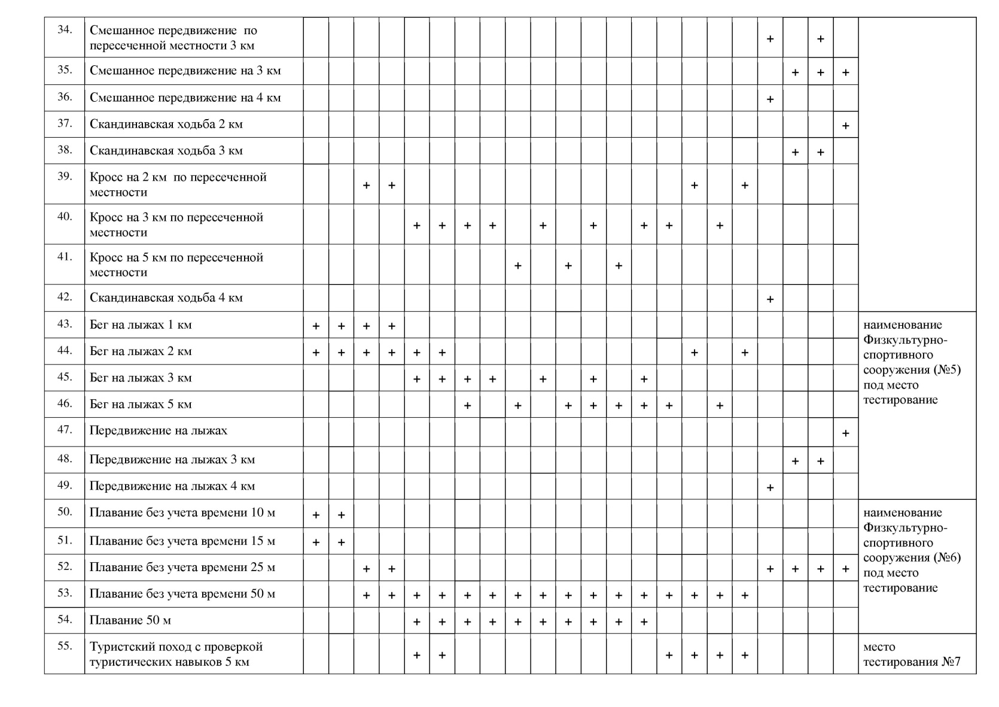 34. Смешанное передвижение по + +
пересеченной местности 3 км
35. Смешанное передвижение на 3 км + + +
36. Смешанное передвижение на 4 км +
37. Скандинавская ходьба 2 км +
38. Скандинавская ходьба 3 км + +
39. Кросс на 2 км по пересеченной + + + +
местности
40. Кросс на 3 км по пересеченной + + + + + + + + +
местности
41. Кросс на 5 км по пересеченной + + +
местности
42. Скандинавская ходьба 4 км +
43. Бег на лыжах 1 км + + + +
44. Бег на лыжах 2 км + + + + + + + +
45. Бег на лыжах 3 км + + + + + + +
46. Бег на лыжах 5 км + + + + + + + +
47. Передвижение на лыжах +
48. Передвижение на лыжах 3 км + +
49. Передвижение на лыжах 4 км +
наименование
Физкультурно-
спортивного
сооружения (№5)
под место
тестирование
50. Плавание без учета времени 10 м + +
51. Плавание без учета времени 15 м + +
52. Плавание без учета времени 25 м + + + + + +
53. Плавание без учета времени 50 м + + + + + + + + + + + + + + + +
54. Плавание 50 м + + + + + + + + + +
наименование
Физкультурно-
спортивного
сооружения (№6)
под место
тестирование
55. Туристский поход с проверкой + + + + + +
туристических навыков 5 км
место
тестирования №7